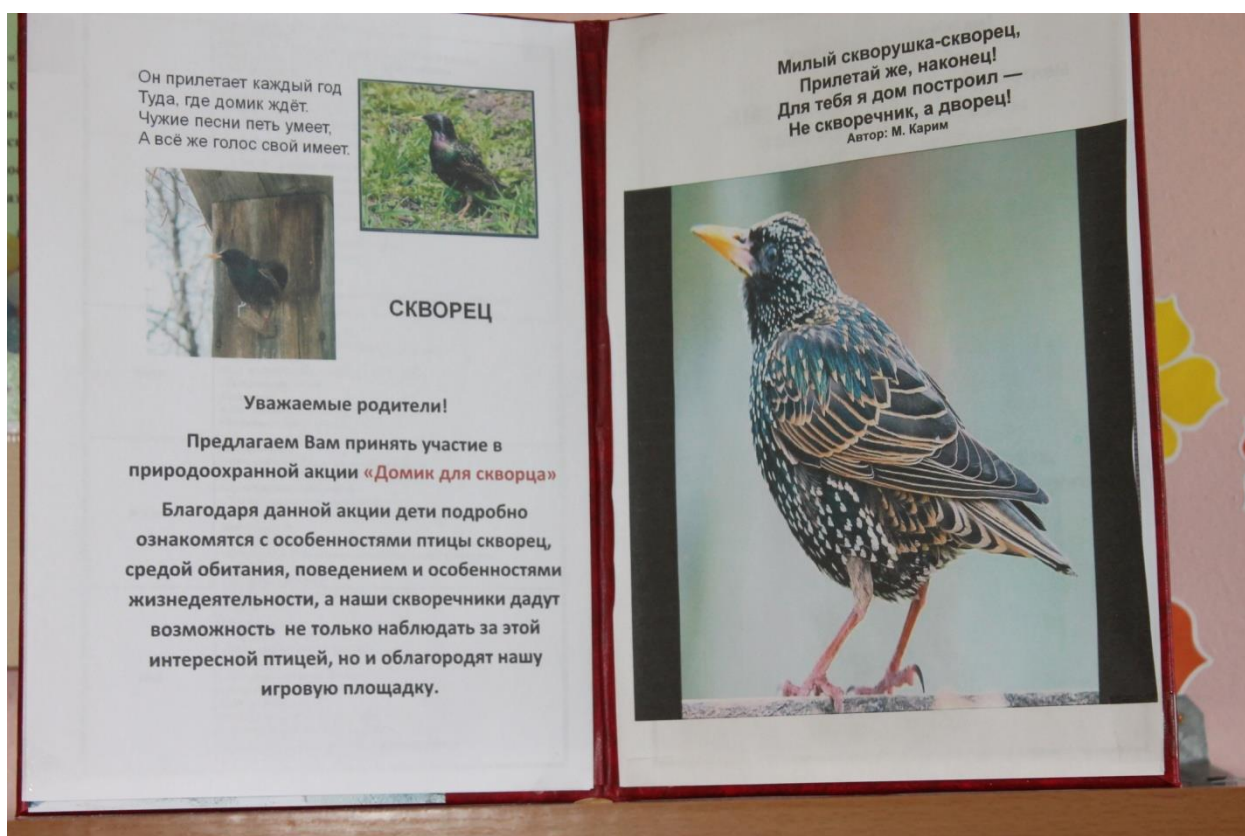 Он прилетает каждый год
Туда, где домик ждёт.
Чужие песни петь умеет,
А всё же голос свой имеет.
СКВОРЕЦ
Уважаемые родители!
Предлагаем Вам принять участие в
природоохранной акции «Домик для скворца»
Благодаря данной акции дети подробно
ознакомятся с особенностями птицы скворец,
средой обитания, поведением и особенностями
жизнедеятельности, а наши скворечники дадут
возможность не только наблюдать за этой
интересной птицей, но и облагородят нашу
игровую площадку.
Милый скворушка-скворец,
Прилетай же, наконец!
Для тебя я дом построил —
Не скворечник, а дворец!
Автор: М. Карим